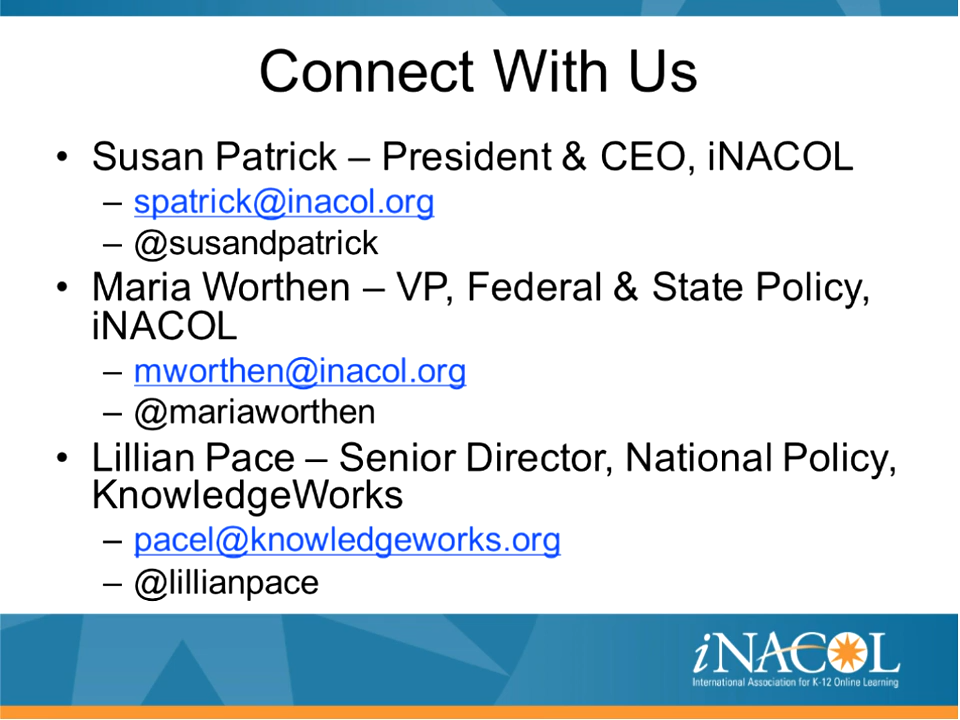 Connect With Us
• Susan Patrick – President & CEO, iNACOL
– spatrick@inacol.org
– @susandpatrick
• Maria Worthen – VP, Federal & State Policy,
iNACOL
– mworthen@inacol.org
– @mariaworthen
• Lillian Pace – Senior Director, National Policy,
KnowledgeWorks
– pacel@knowledgeworks.org
– @lillianpace
iNACOL
International Association for K-12 Online Learning